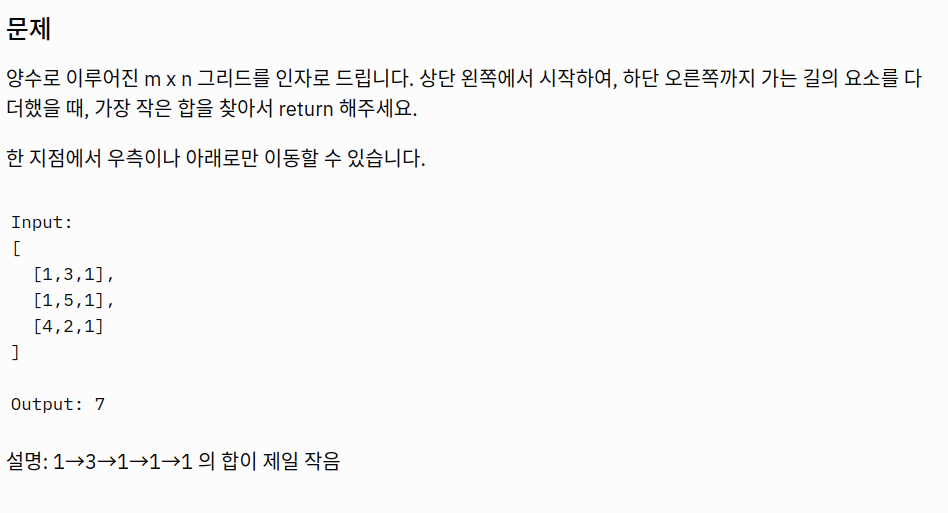 문제
양수로 이루어진 m x n 그리드를 인자로 드립니다. 상단 왼쪽에서 시작하여, 하단 오른쪽까지 가는 길의 요소를 다
더했을 때, 가장 작은 합을 찾아서 return 해주세요.
한 지점에서 우측이나 아래로만 이동할 수 있습니다.
Input:
[
  [1,3,1],
  [1,5,1],
  [4,2,1]
]
Output: 7
설명: 1→3→1→1→1 의 합이 제일 작음